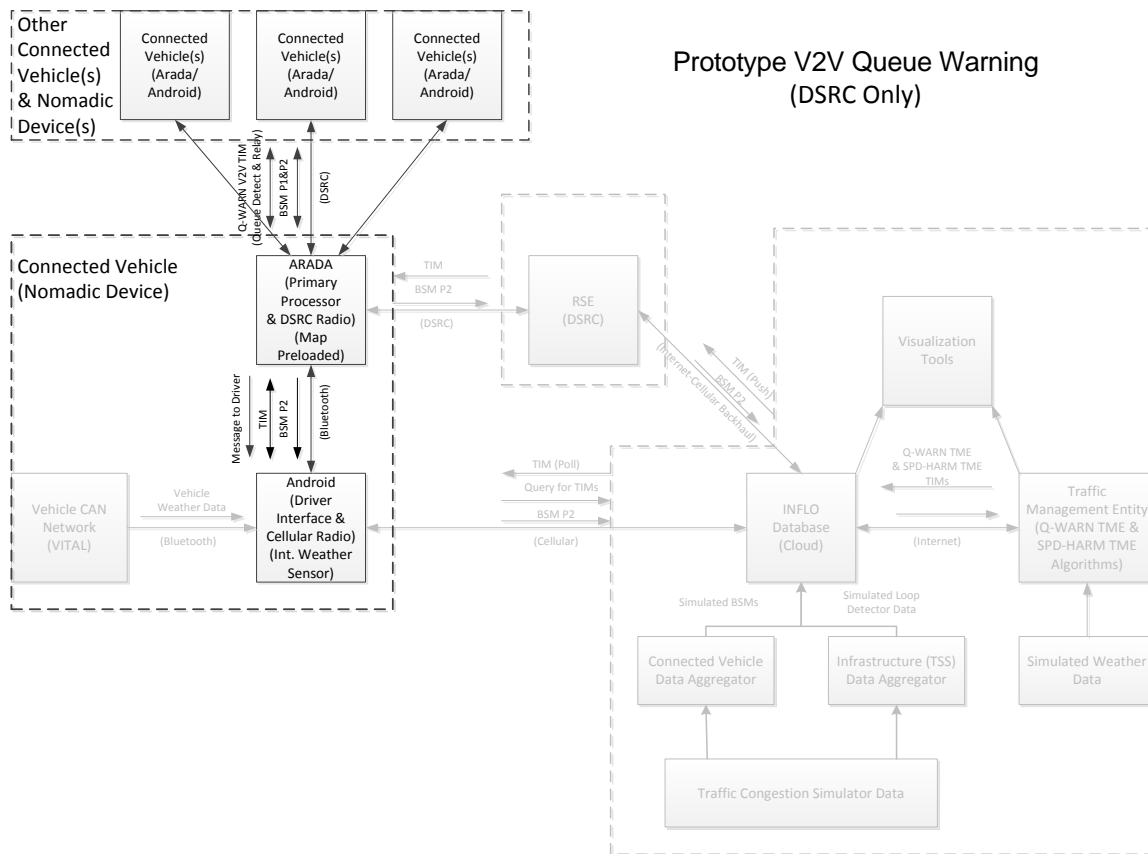 Other
Connected
Vehicle(s)
& Nomadic
Device(s)
Connected
Vehicle(s)
(Arada/
Android)
Connected
Vehicle(s)
(Arada/
Android)
Connected
Vehicle(s)
(Arada/
Android)
Prototype V2V Queue Warning
(DSRC Only)
Q-WARN V2V TIM
(Queue Detect & Relay)
BSM P1&P2
(DSRC)
Connected Vehicle
(Nomadic Device)
ARADA
(Primary
Processor
& DSRC Radio)
(Map
Preloaded)
TIM
BSM P2
(DSRC)
RSE
(DSRC)
TIM (Push)
BSM P2
(Internet-Cellular Backhaul)
Visualization
Tools
Message to Driver
TIM
BSM P2
(Bluetooth)
Vehicle CAN
Network
(VITAL)
Vehicle
Weather Data
(Bluetooth)
Android
(Driver
Interface &
Cellular Radio)
(Int. Weather
Sensor)
TIM (Poll)
Query for TIMs
BSM P2
(Cellular)
INFLO
Database
(Cloud)
Q-WARN TME
& SPD-HARM TME
TIMs
(Internet)
Traffic
Management Entity
(Q-WARN TME &
SPD-HARM TME
Algorithms)
Simulated BSMs
Simulated Loop
Detector Data
Connected Vehicle
Data Aggregator
Infrastructure (TSS)
Data Aggregator
Simulated Weather
Data
Traffic Congestion Simulator Data